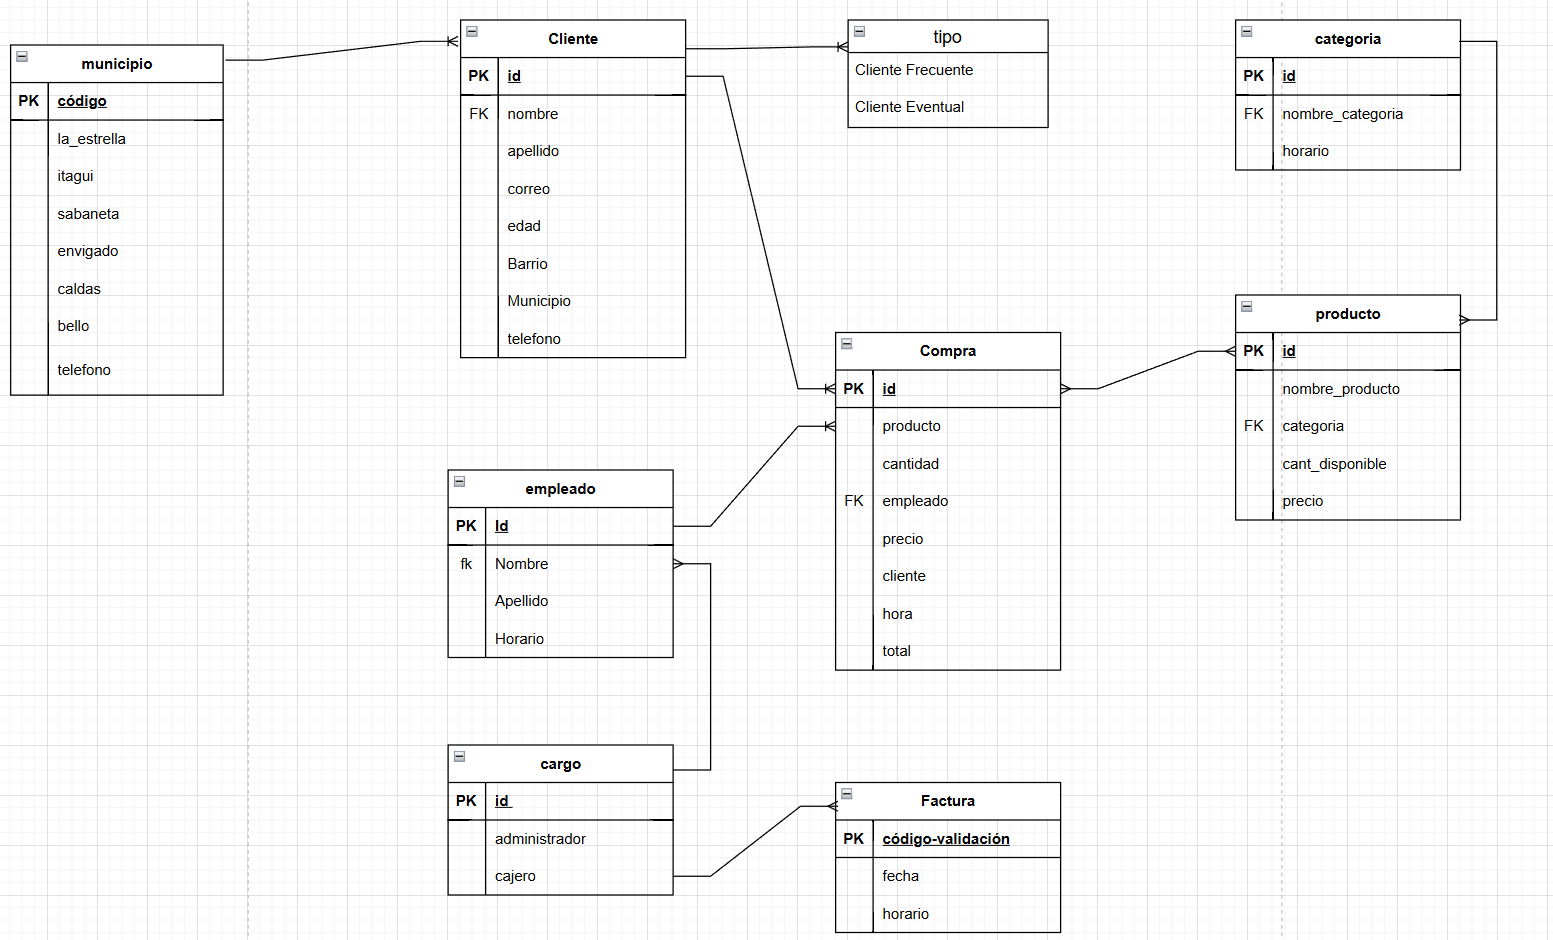 municipio
PK código
la_estrella
itagui
sabaneta
envigado
caldas
bello
telefono
Cliente
PK id
FK nombre
apellido
correo
edad
Barrio
Municipio
telefono
tipo
Cliente Frecuente
Cliente Eventual
categoria
PK id
FK nombre_categoria
horario
Compra
PK id
producto
cantidad
FK empleado
precio
cliente
hora
total
producto
PK id
nombre_producto
FK categoria
cant_disponible
precio
empleado
PK Id
fk Nombre
Apellido
Horario
cargo
PK id
administrador
cajero
Factura
PK código-validación
fecha
horario